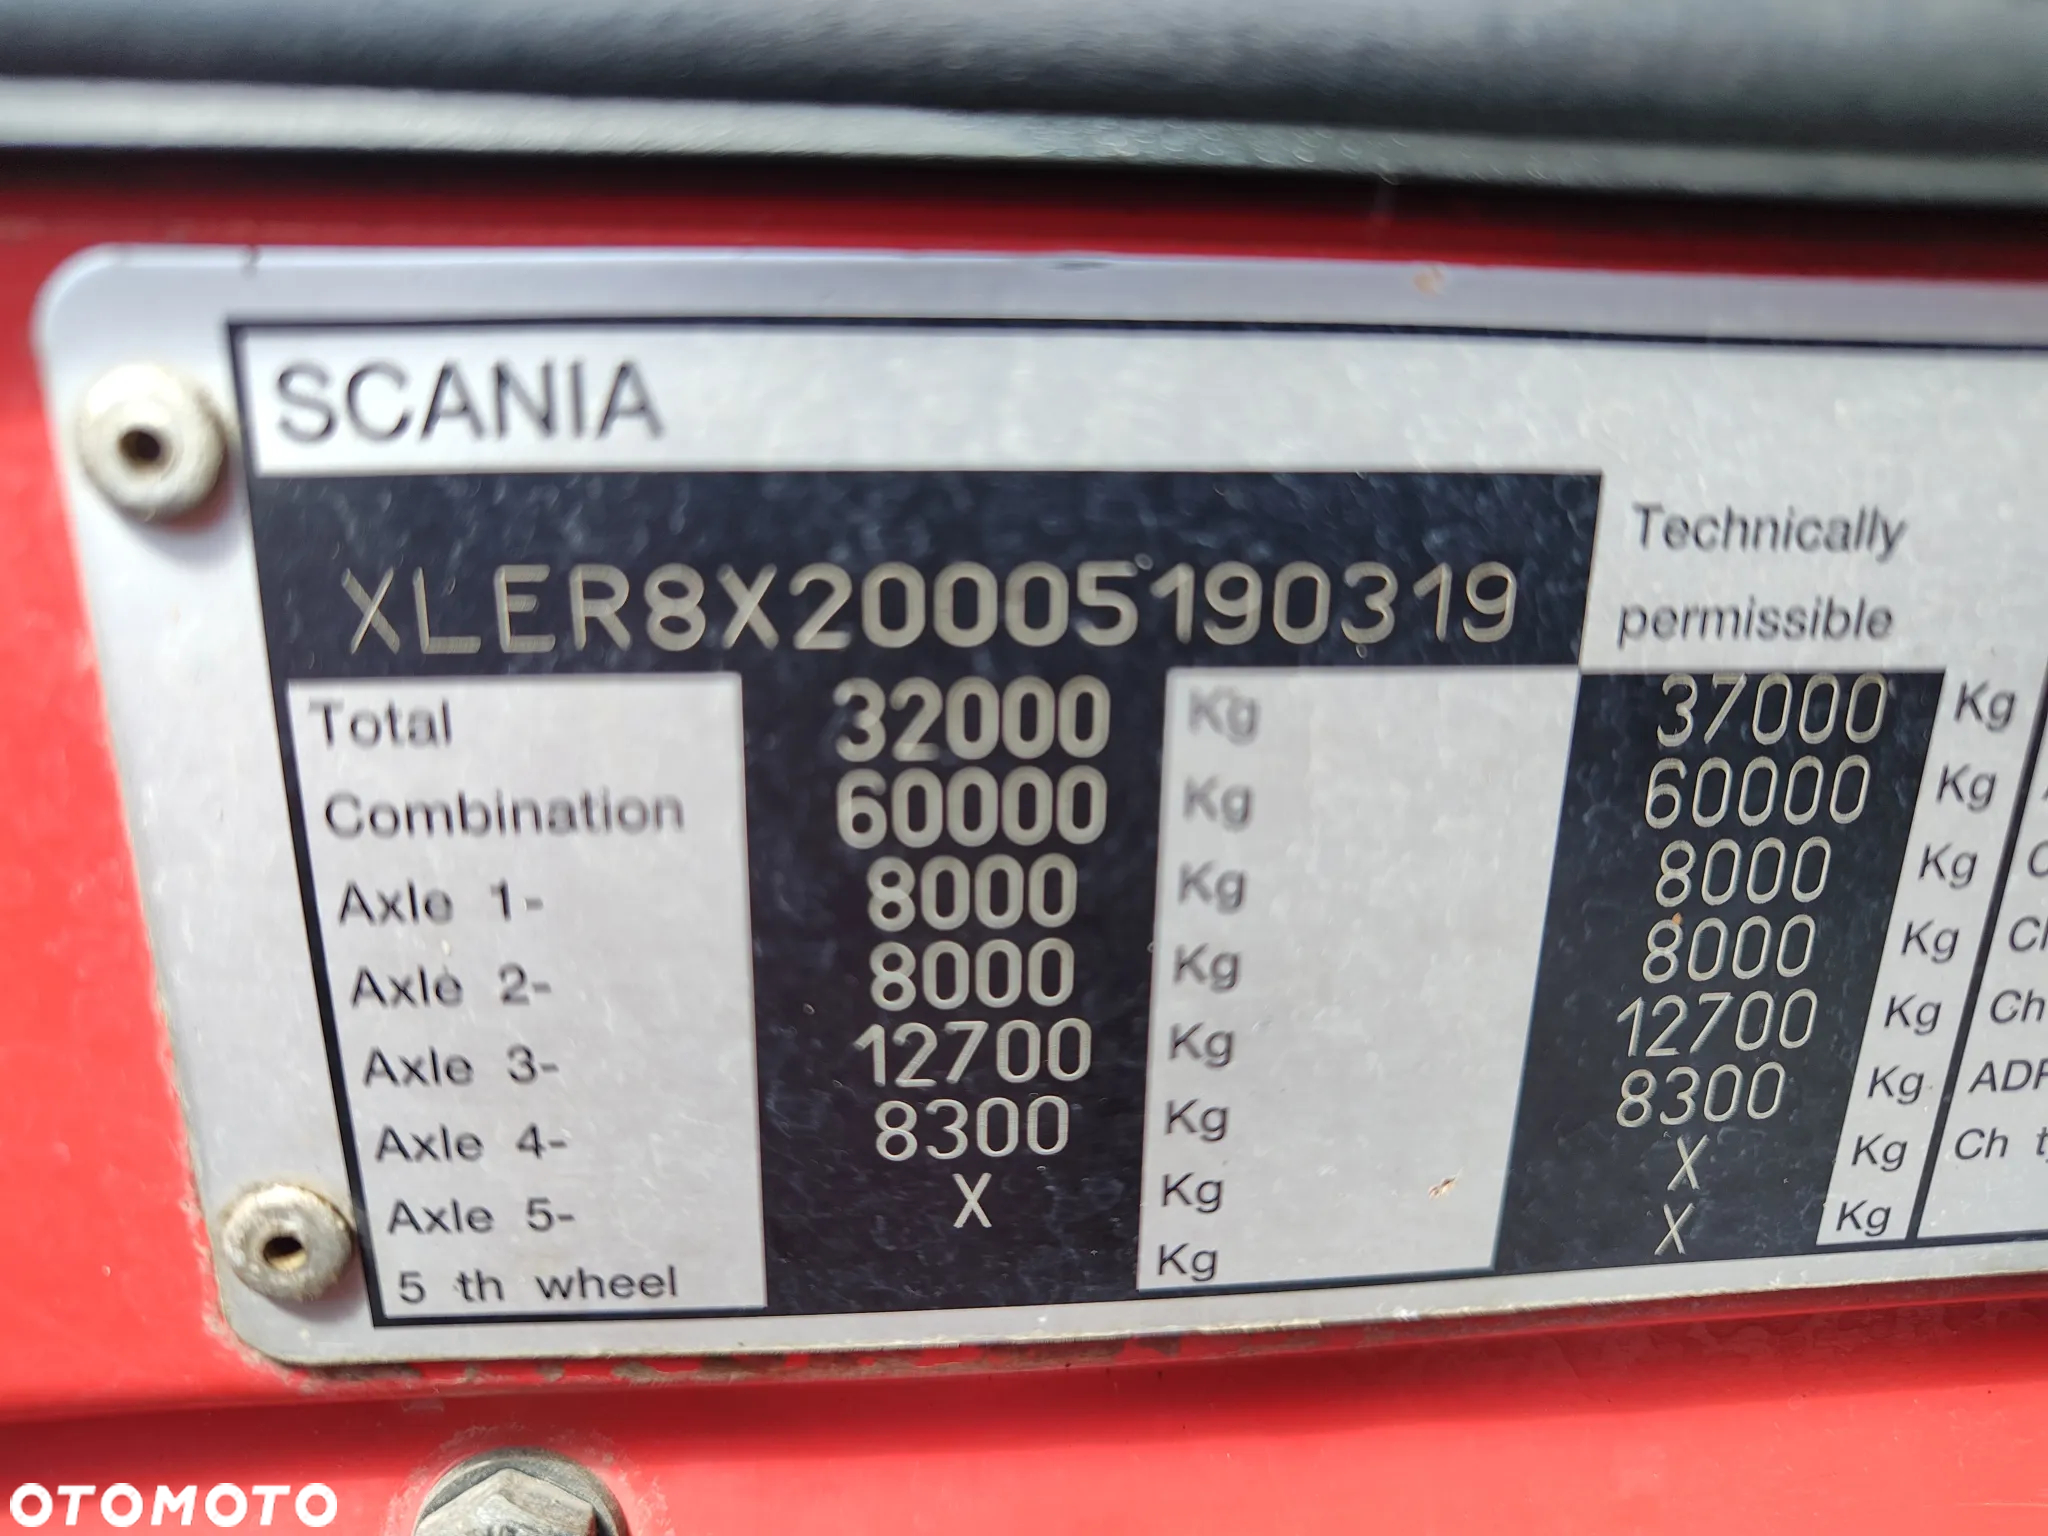 SCANIA
XLER8X20005190319
Technically
permissible
Total 32000 Kg 37000 Kg
Combination 60000 Kg 60000 Kg
Axle 1- 8000 Kg 8000 Kg
Axle 2- 8000 Kg 8000 Kg
Axle 3- 12700 Kg 12700 Kg
Axle 4- 8300 Kg 8300 Kg
Axle 5- X Kg X Kg
5 th wheel Kg X Kg
Ch
Ch
OTOMOTO